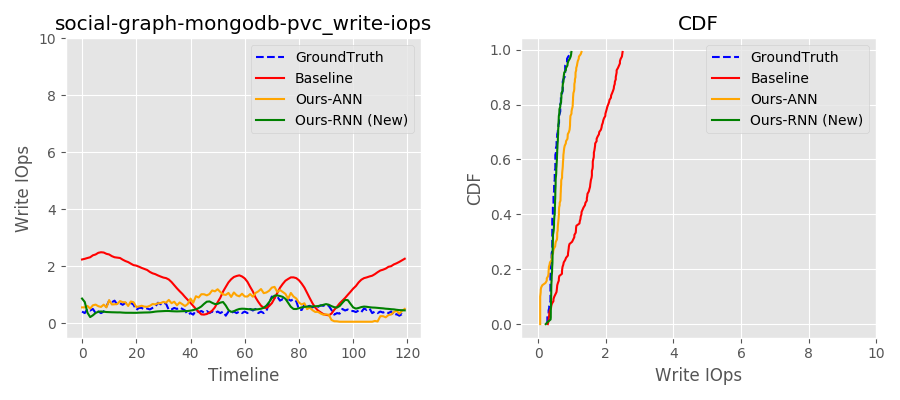 social-graph-mongodb-pvc_write-iops
Write IOps
10
8
6
4
2
0
0
20
40
60
80
100
120
Timeline
GroundTruth
Baseline
Ours-ANN
Ours-RNN (New)
CDF
CDF
1.0
0.8
0.6
0.4
0.2
0.0
0
2
4
6
8
10
Write IOps
GroundTruth
Baseline
Ours-ANN
Ours-RNN (New)